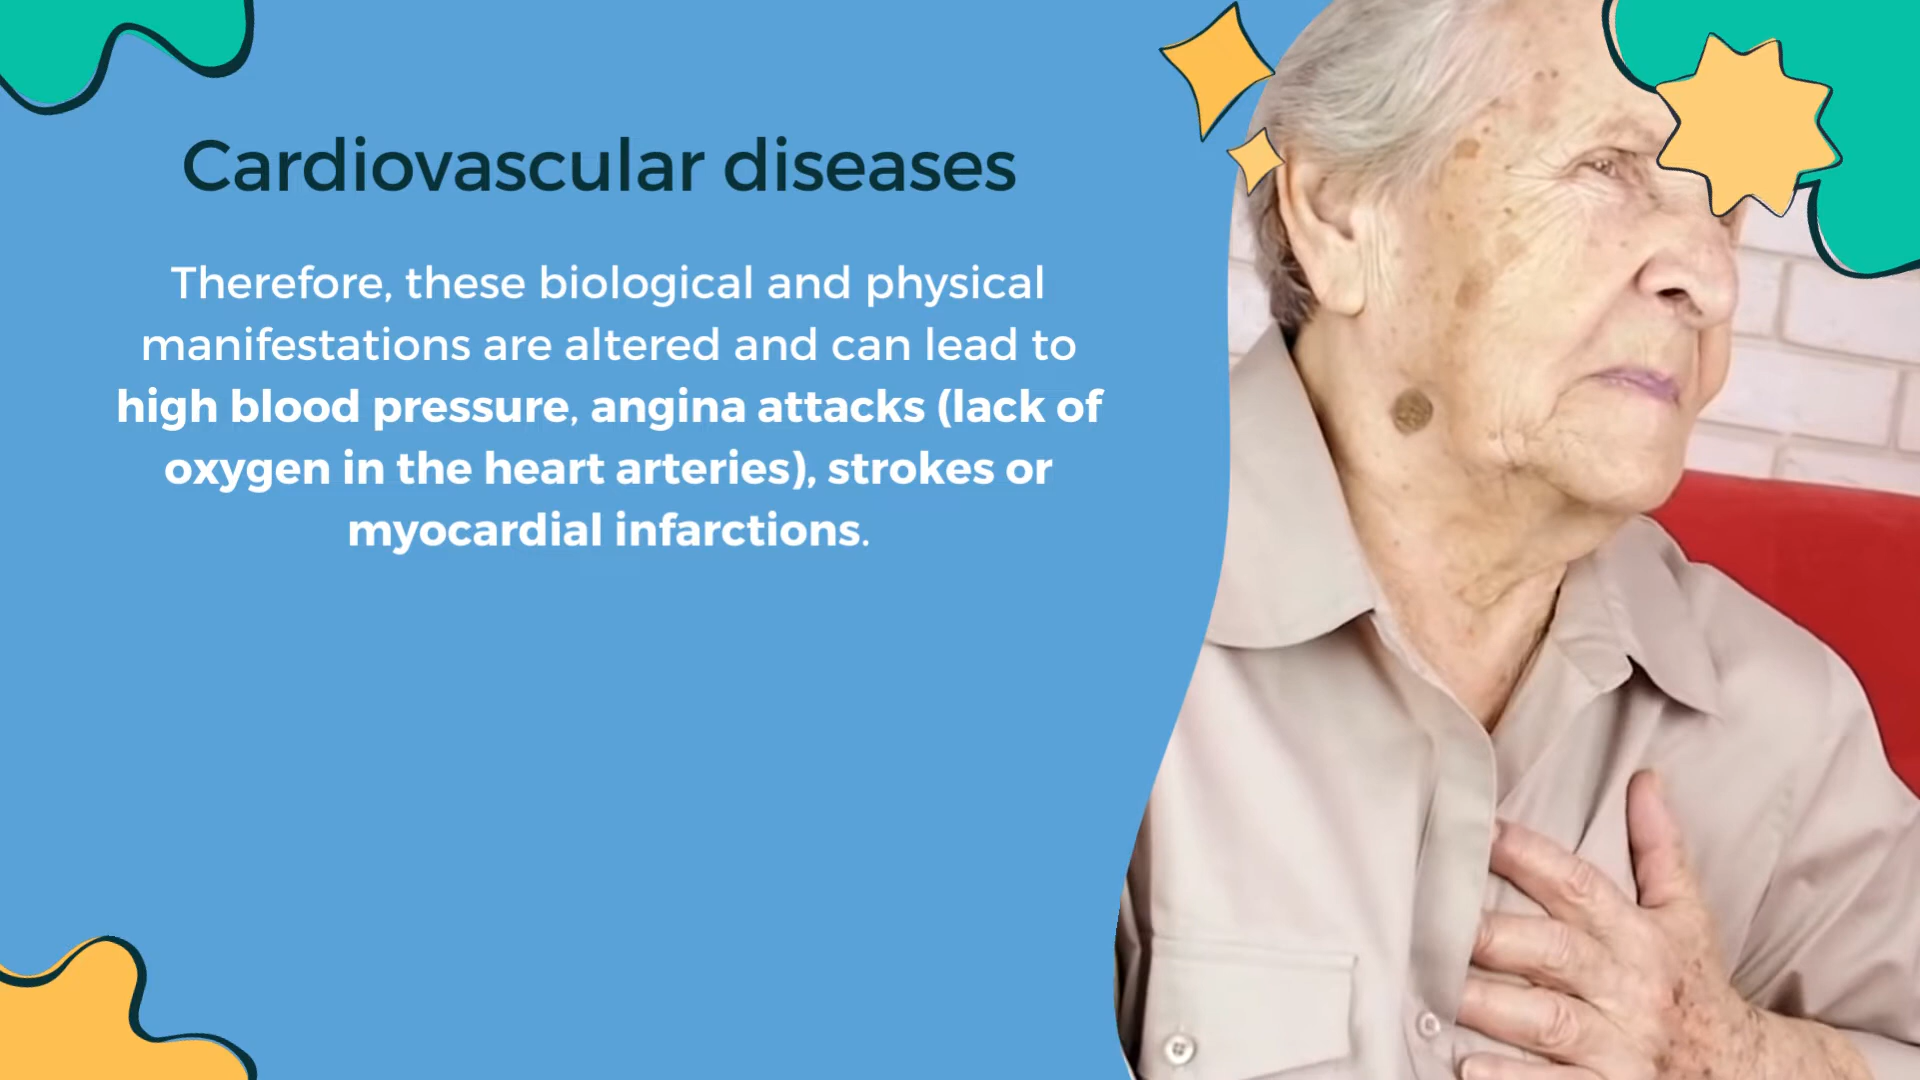 Cardiovascular diseases
Therefore, these biological and physical
manifestations are altered and can lead to
high blood pressure, angina attacks (lack of
oxygen in the heart arteries), strokes or
myocardial infarctions.